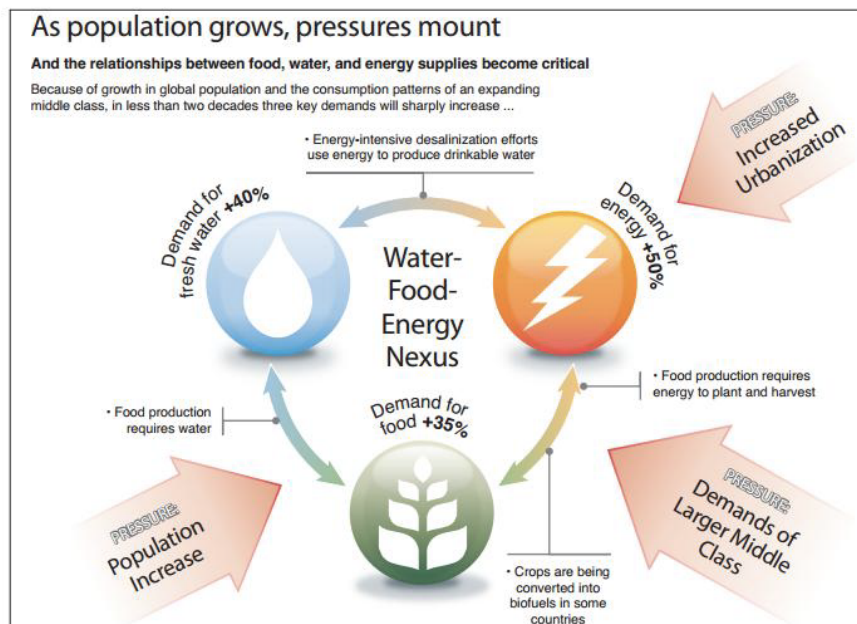 As population grows, pressures mount
And the relationships between food, water, and energy supplies become critical
Because of growth in global population and the consumption patterns of an expanding
middle class, in less than two decades three key demands will sharply increase ...
• Energy-intensive desalinization efforts
use energy to produce drinkable water
PRESSURE:
Increased
Urbanization
Demand for
fresh water +40%
Demand for
energy +50%
Water-
Food-
Energy
Nexus
• Food production requires
energy to plant and harvest
• Food production
requires water
Demand for
food +35%
PRESSURE:
Population
Increase
PRESSURE:
Demands of
Larger Middle
Class
• Crops are being
converted into
biofuels in some
countries